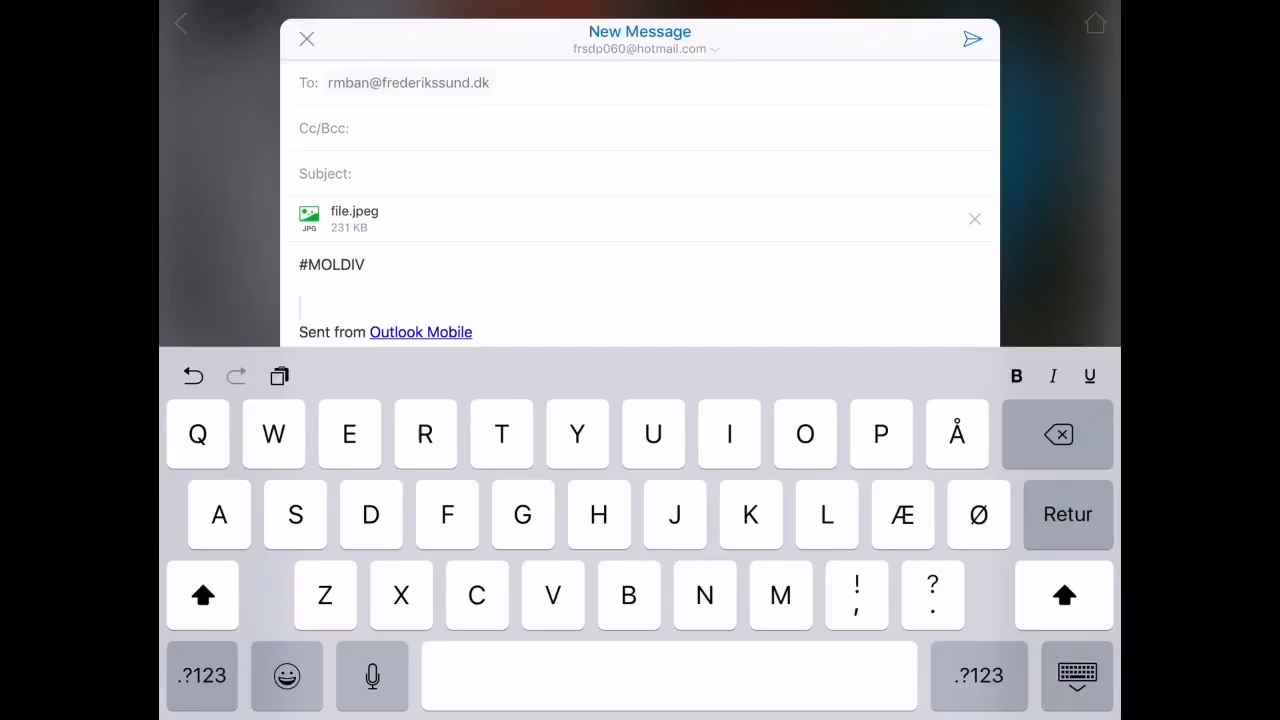 New Message
frsdp060@hotmail.com
To: rmban@frederikssund.dk
Cc/Bcc:
Subject:
file.jpeg
JPG 231 KB
#MOLDIV
Sent from Outlook Mobile
B I U
Q W E R T Y U I O P Å
A S D F G H J K L Æ Ø Retur
Z X C V B N M ! , ? .
.?123 .?123